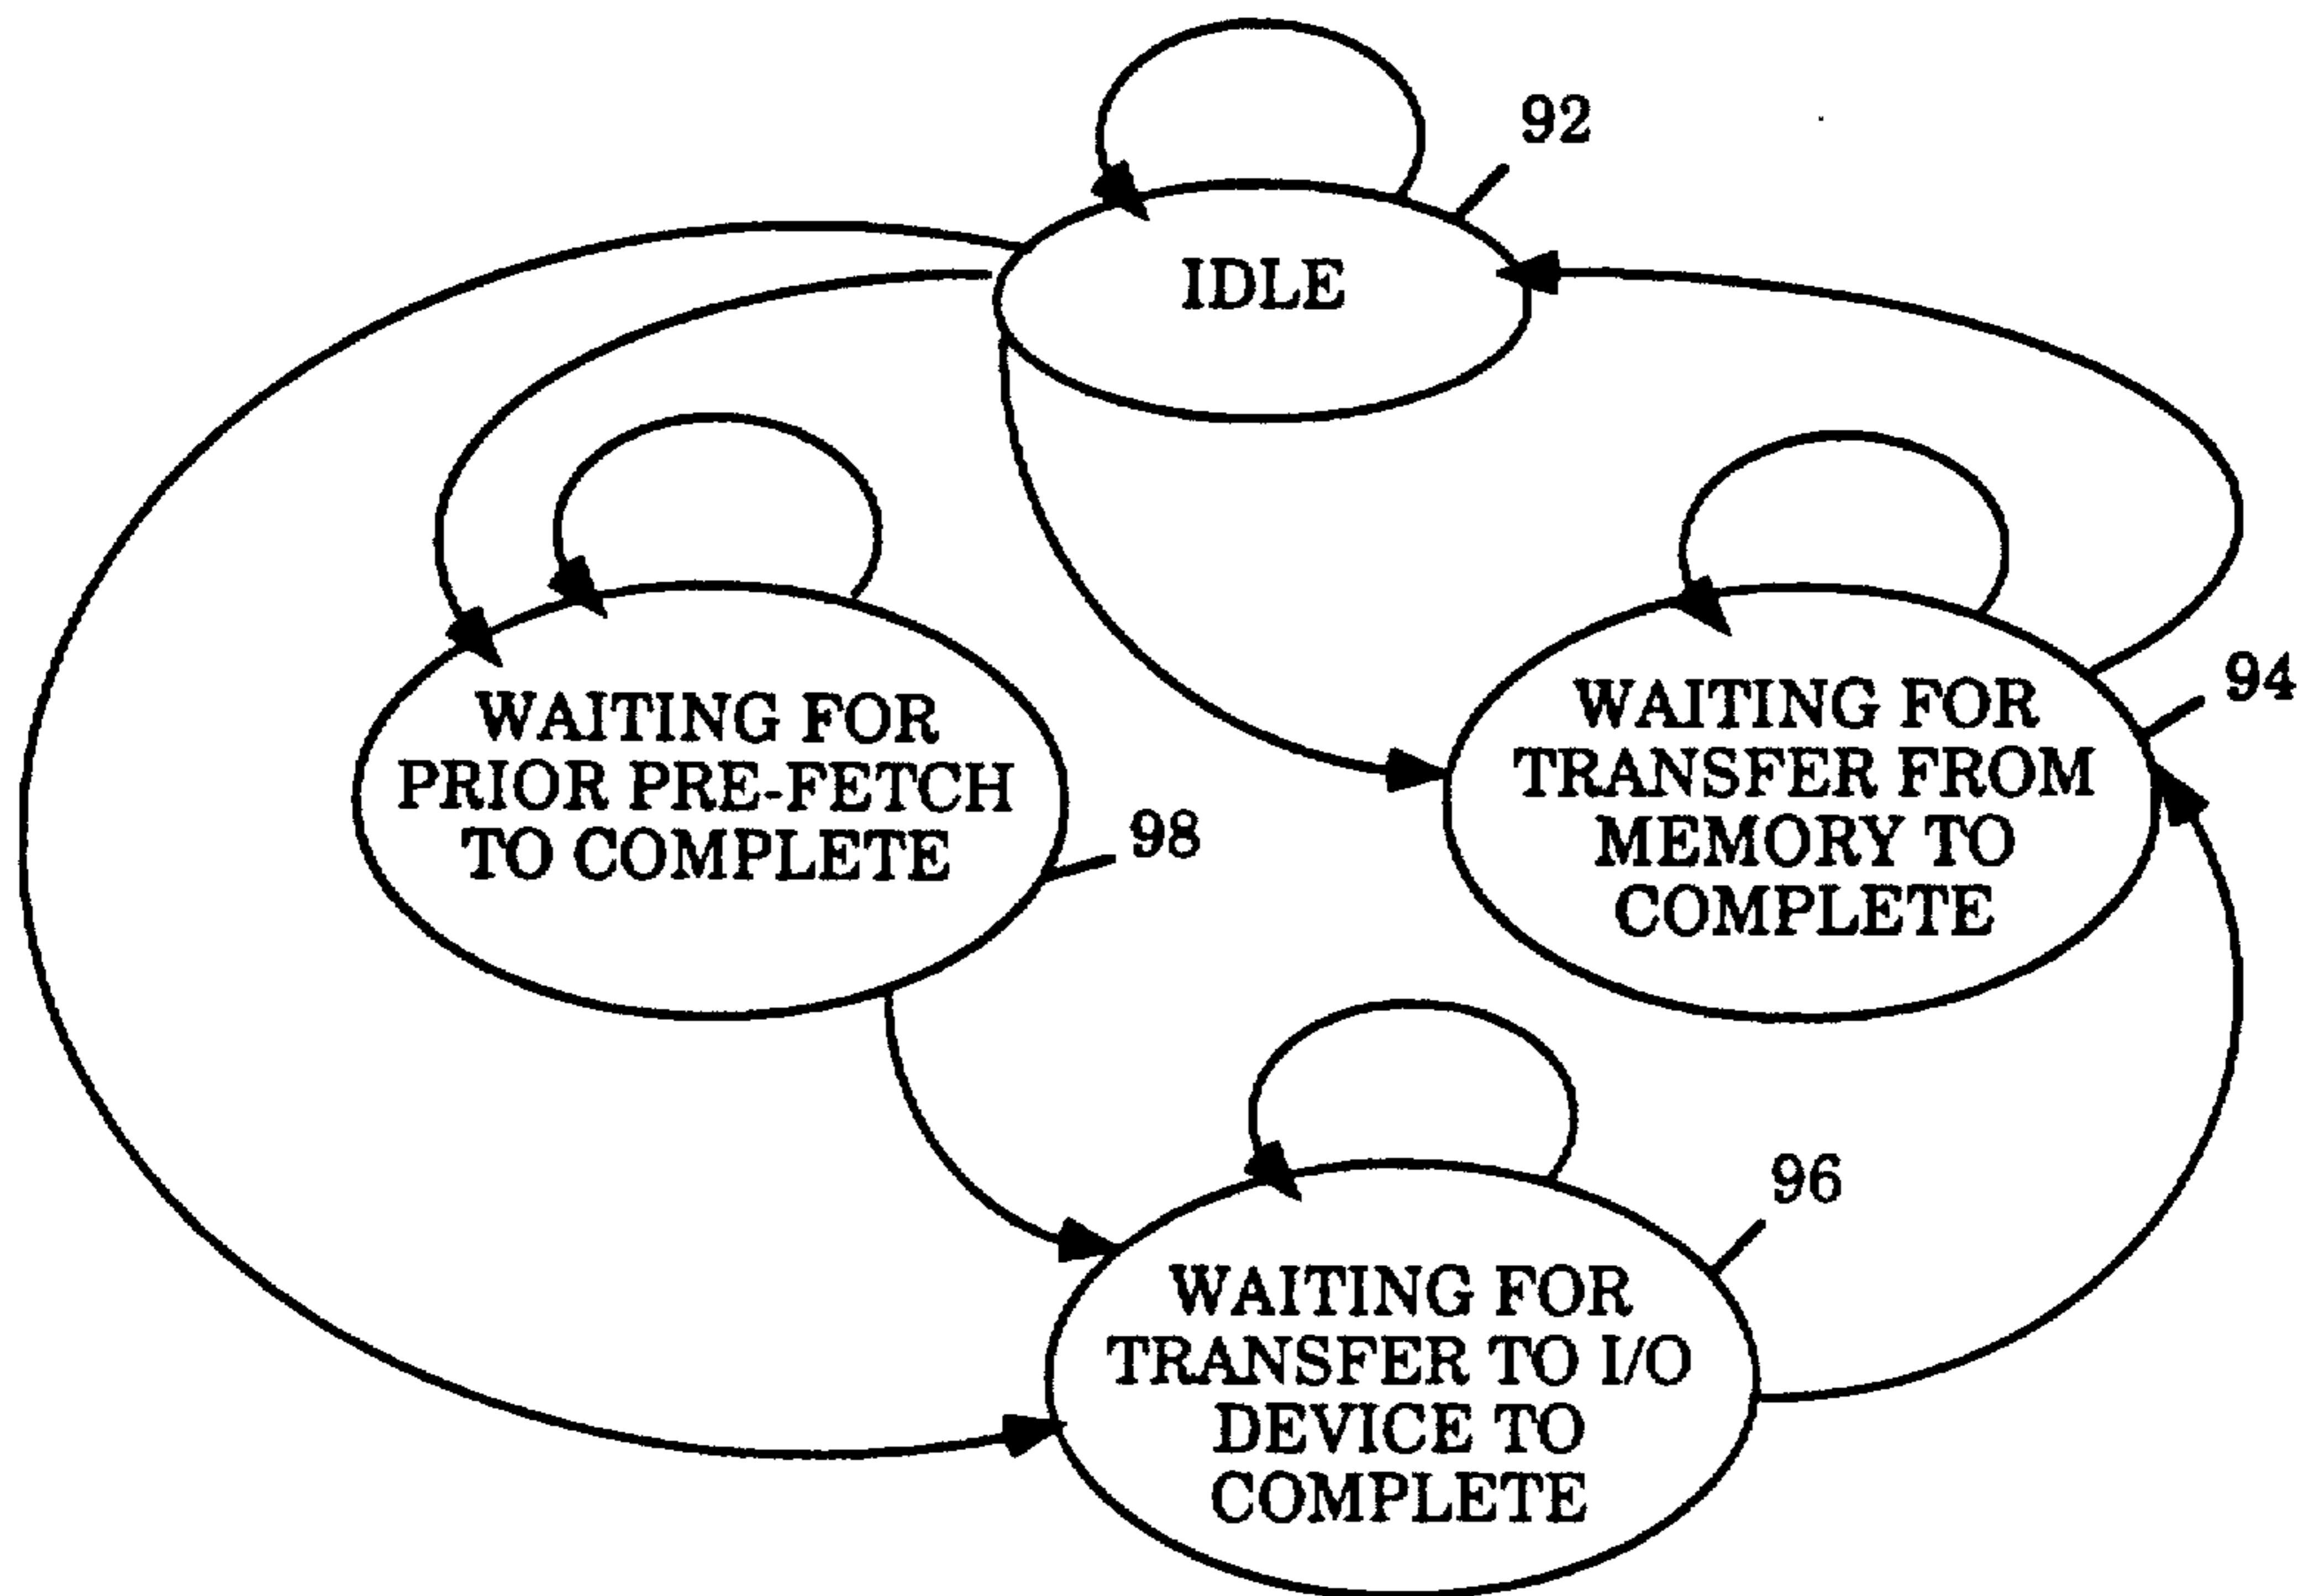 92
IDLE
94
WAITING FOR
PRIOR PRE-FETCH
TO COMPLETE
98
WAITING FOR
TRANSFER FROM
MEMORY TO
COMPLETE
96
WAITING FOR
TRANSFER TO I/O
DEVICE TO
COMPLETE